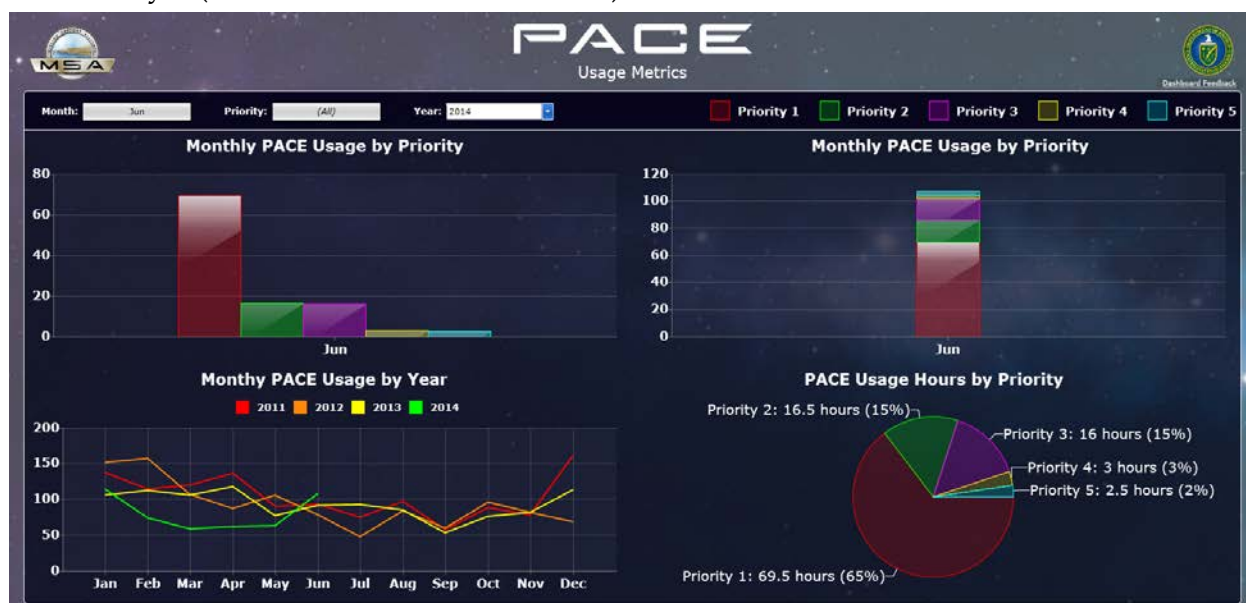 PACE
Usage Metrics
MSA
Dashboard Feedback
Month: Jun Priority: (All) Year: 2014
Priority 1 Priority 2 Priority 3 Priority 4 Priority 5
Monthly PACE Usage by Priority
80
60
40
20
0
Jun
Monthly PACE Usage by Priority
120
100
80
60
40
20
0
Jun
Monthy PACE Usage by Year
2011 2012 2013 2014
200
150
100
50
0
Jan Feb Mar Apr May Jun Jul Aug Sep Oct Nov Dec
PACE Usage Hours by Priority
Priority 2: 16.5 hours (15%)
Priority 3: 16 hours (15%)
Priority 4: 3 hours (3%)
Priority 5: 2.5 hours (2%)
Priority 1: 69.5 hours (65%)